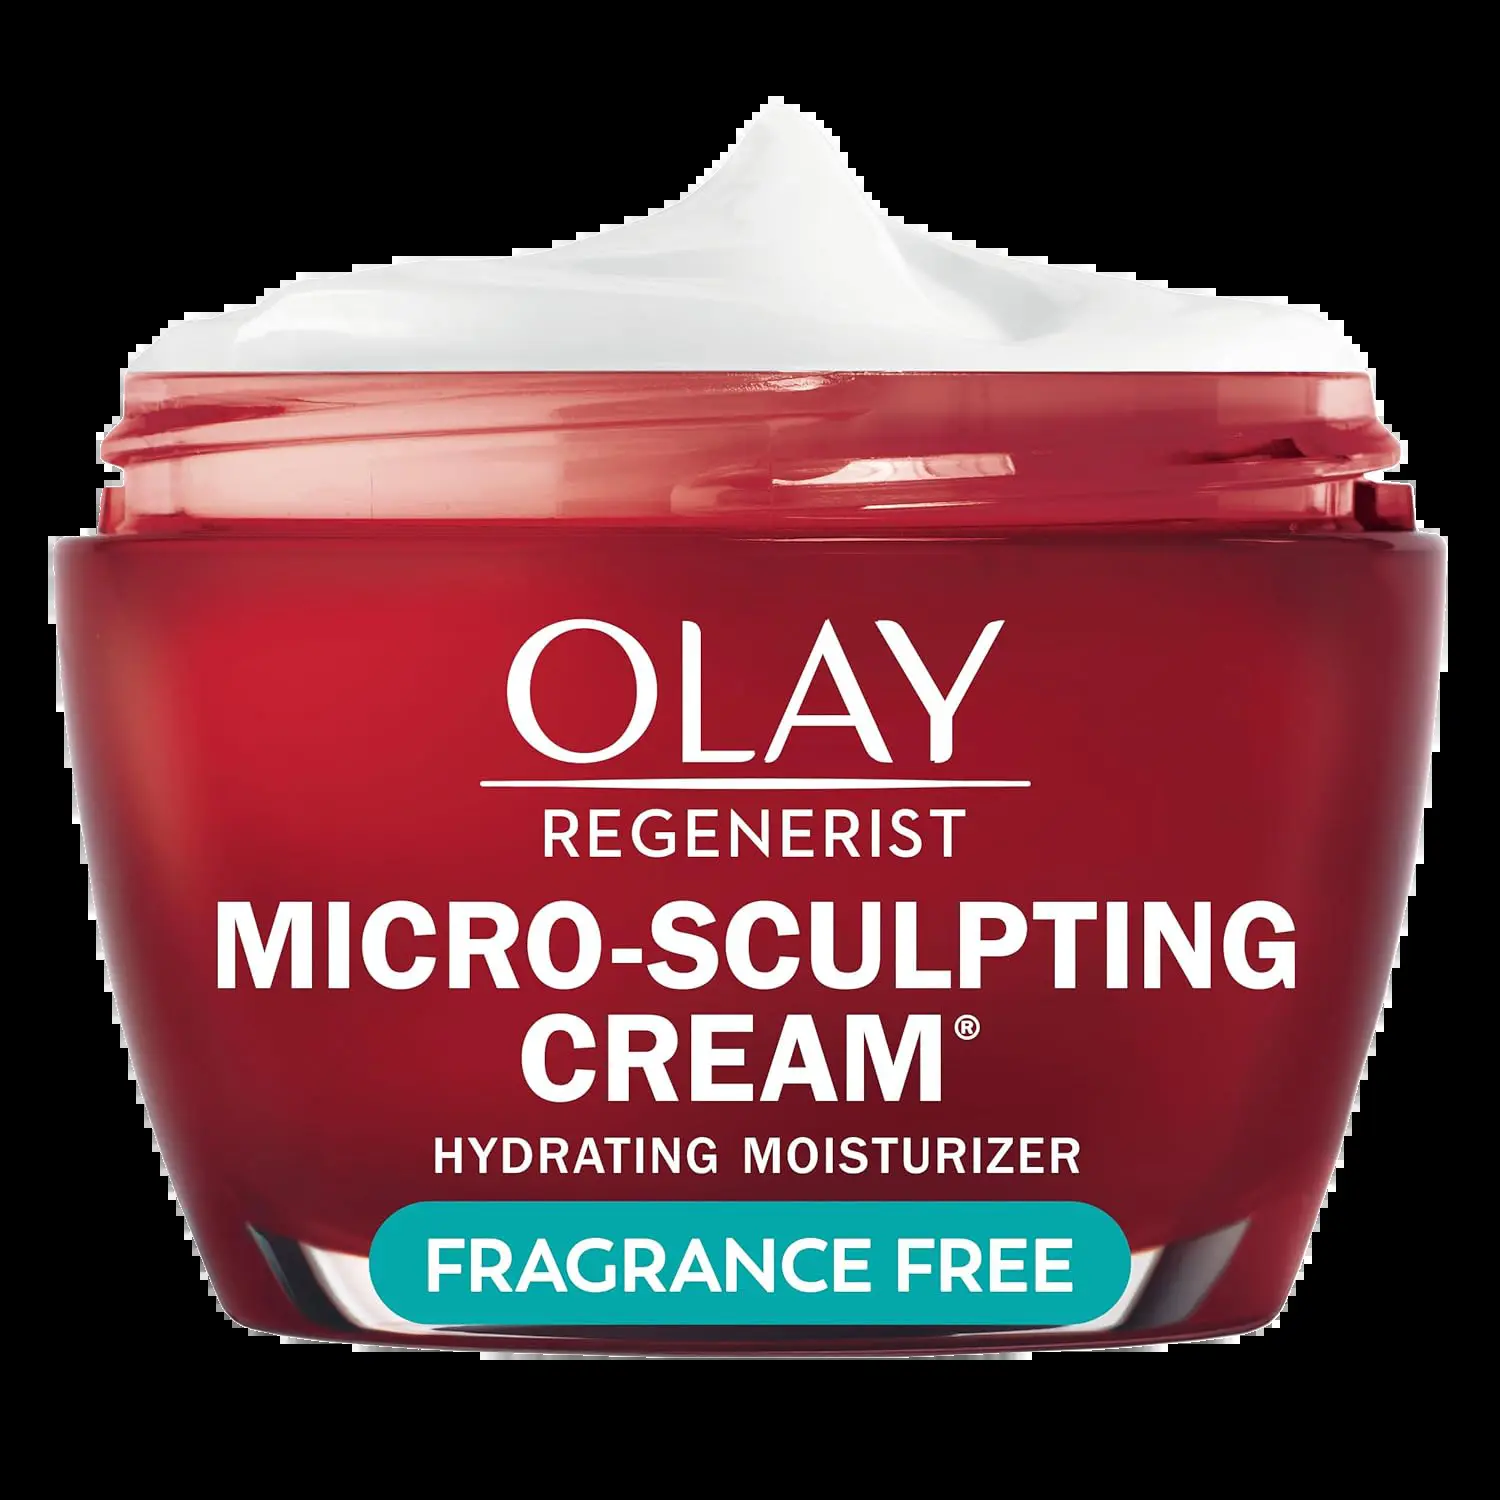 OLAY
REGENERIST
MICRO-SCULPTING
CREAM®
HYDRATING MOISTURIZER
FRAGRANCE FREE